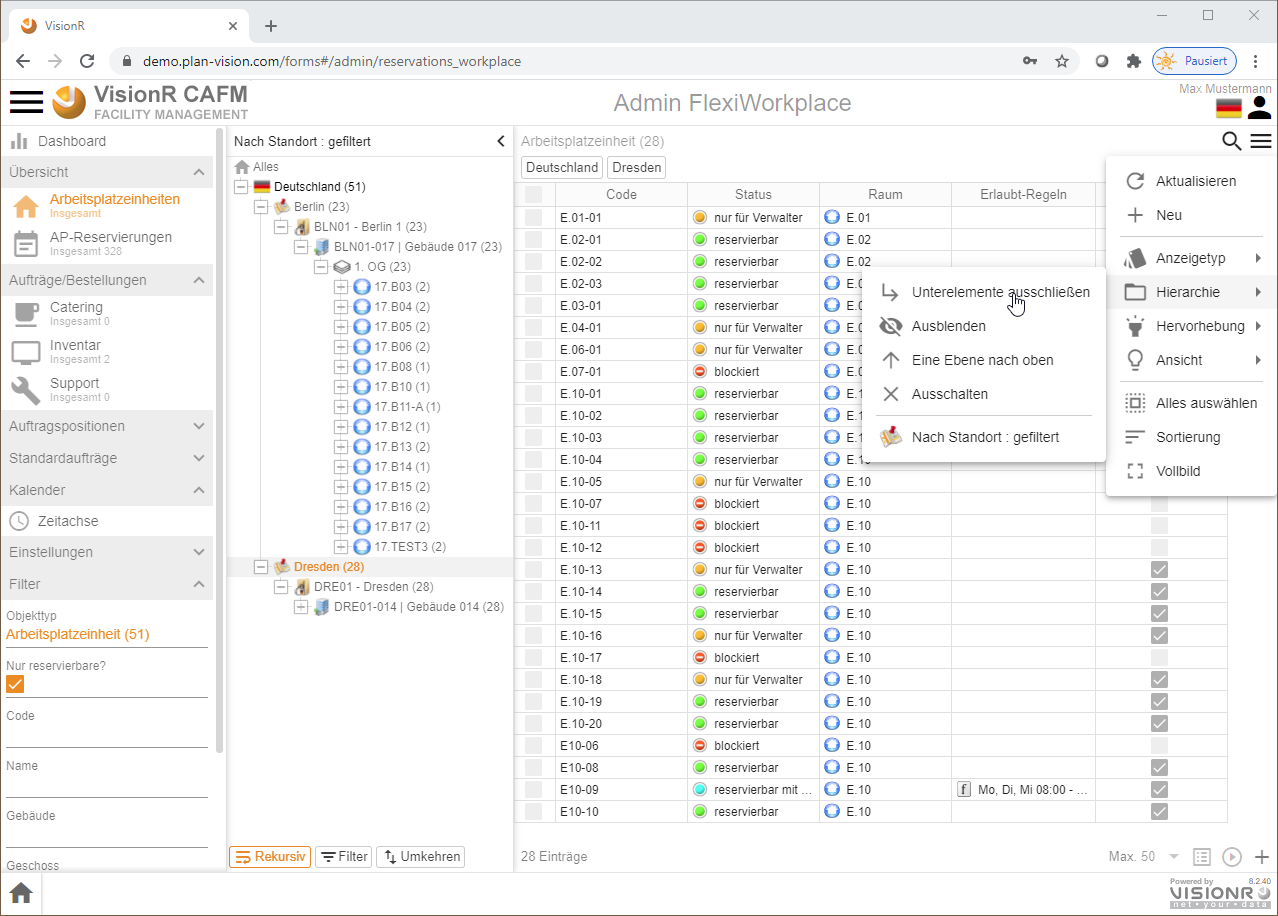 VisionR
demo.plan-vision.com/forms#/admin/reservations_workplace
Pausiert
VisionR CAFM
FACILITY MANAGEMENT
Admin FlexiWorkplace
Max Mustermann
Dashboard
Übersicht
Arbeitsplatzeinheiten
Insgesamt
AP-Reservierungen
Insgesamt 328
Aufträge/Bestellungen
Catering
Insgesamt 0
Inventar
Insgesamt 2
Support
Insgesamt 0
Auftragspositionen
Standardaufträge
Kalender
Zeitachse
Einstellungen
Filter
Objekttyp
Arbeitsplatzeinheit (51)
Nur reservierbare?
Code
Name
Gebäude
Geschoss
Nach Standort : gefiltert
Alles
Deutschland (51)
Berlin (23)
BLN01 - Berlin 1 (23)
BLN01-017 | Gebäude 017 (23)
1. OG (23)
17.B03 (2)
17.B04 (2)
17.B05 (2)
17.B06 (2)
17.B08 (1)
17.B10 (1)
17.B11-A (1)
17.B12 (1)
17.B13 (2)
17.B14 (1)
17.B15 (2)
17.B16 (2)
17.B17 (2)
17.TEST3 (2)
Dresden (28)
DRE01 - Dresden (28)
DRE01-014 | Gebäude 014 (28)
Rekursiv Filter Umkehren
Arbeitsplatzeinheit (28)
Deutschland Dresden
Code Status Raum Erlaubt-Regeln
E.01-01 nur für Verwalter E.01
E.02-01 reservierbar E.02
E.02-02 reservierbar E.02
E.02-03 reservierbar
E.03-01 reservierbar
E.04-01 nur für Verwalter
E.06-01 nur für Verwalter
E.07-01 blockiert
E.10-01 reservierbar
E.10-02 reservierbar
E.10-03 reservierbar
E.10-04 reservierbar E.10
E.10-05 nur für Verwalter E.10
E.10-07 blockiert E.10
E.10-11 blockiert E.10
E.10-12 blockiert E.10
E.10-13 nur für Verwalter E.10
E.10-14 reservierbar E.10
E.10-15 reservierbar E.10
E.10-16 nur für Verwalter E.10
E.10-17 blockiert E.10
E.10-18 nur für Verwalter E.10
E.10-19 reservierbar E.10
E.10-20 reservierbar E.10
E10-06 blockiert E.10
E10-08 reservierbar E.10
E10-09 reservierbar mit ... E.10 f Mo, Di, Mi 08:00 - ...
E10-10 reservierbar E.10
28 Einträge
Max. 50
Unterelemente ausschließen
Ausblenden
Eine Ebene nach oben
Ausschalten
Nach Standort : gefiltert
Aktualisieren
Neu
Anzeigetyp
Hierarchie
Hervorhebung
Ansicht
Alles auswählen
Sortierung
Vollbild
Powered by 8.2.40
VISIONR
net • your • data